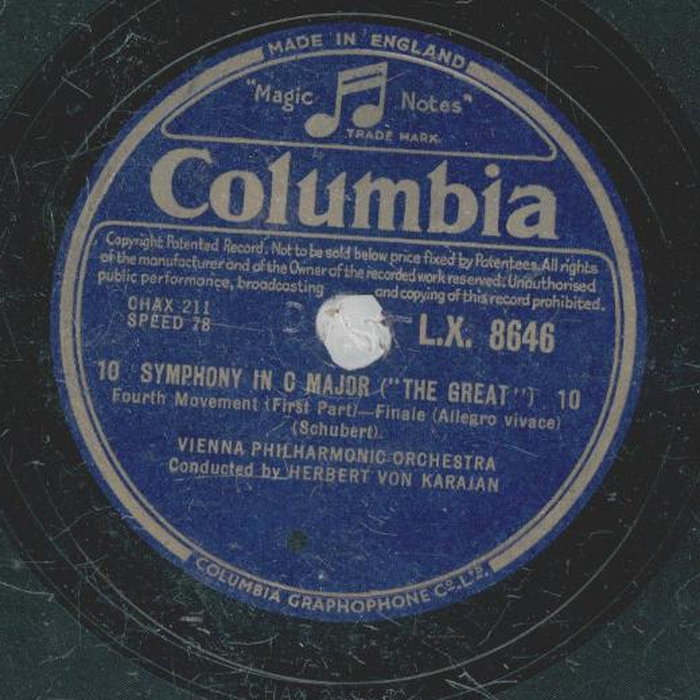 MADE IN ENGLAND
"Magic Notes"
TRADE MARK.
Columbia
Copyright Patented Record. Not to be sold below price fixed by Patentees. All rights
of the manufacturer and of the Owner of the recorded work reserved. Unauthorised
public performance, broadcasting and copying of this record prohibited.
CHAX 211
SPEED 78
L.X. 8646
10 SYMPHONY IN C MAJOR ("THE GREAT") 10
Fourth Movement (First Part)—Finale (Allegro vivace)
(Schubert)
VIENNA PHILHARMONIC ORCHESTRA
Conducted by HERBERT VON KARAJAN
COLUMBIA GRAPHOPHONE Co. LTD.